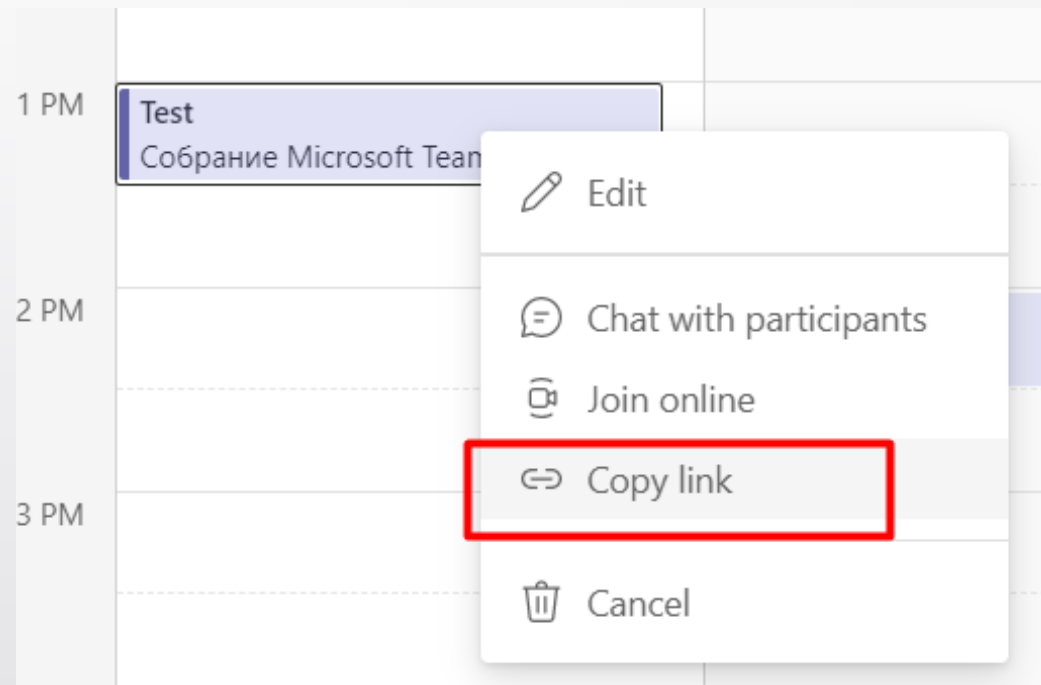 1 PM
Test
Собрание Microsoft Team
Edit
2 PM
Chat with participants
Join online
Copy link
3 PM
Cancel